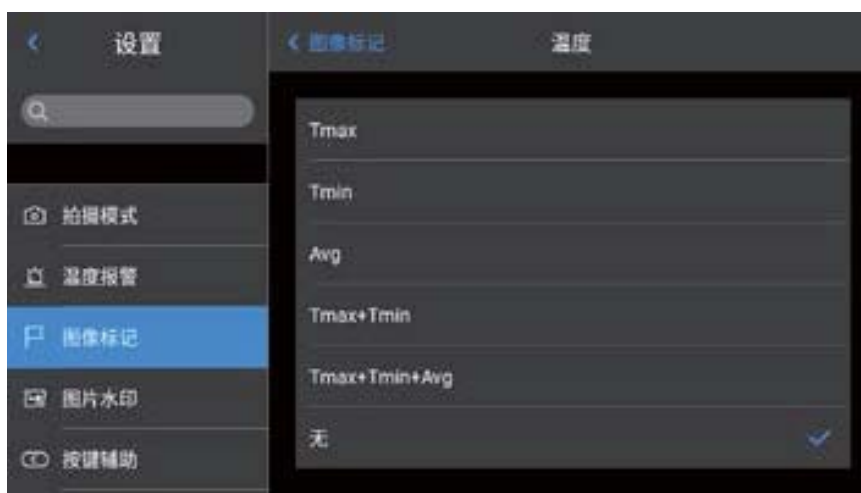 设置
拍摄模式
温度报警
图像标记
图片水印
按键辅助
图像标记
温度
Tmax
Tmin
Avg
Tmax+Tmin
Tmax+Tmin+Avg
无